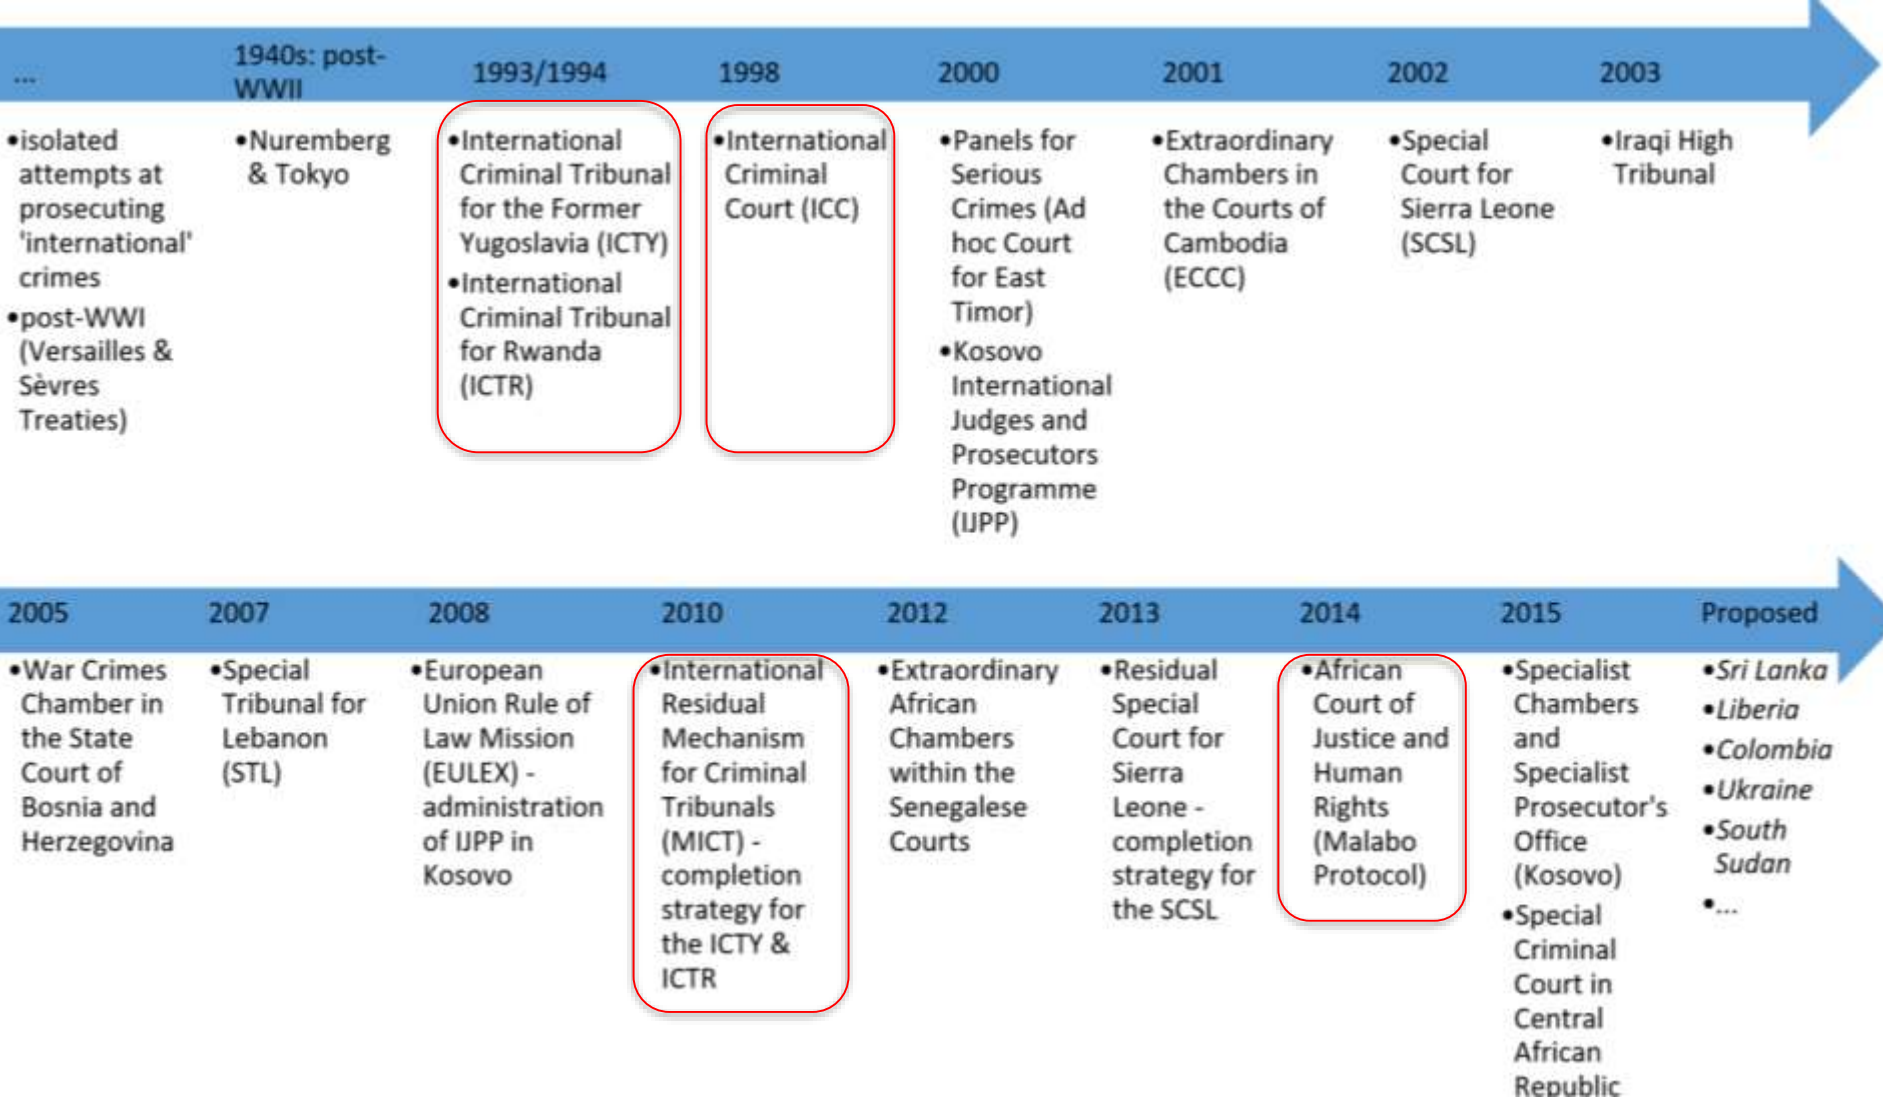 ...
1940s: post-
WWII
1993/1994
1998
2000
2001
2002
2003
•isolated
attempts at
prosecuting
'international'
crimes
•post-WWI
(Versailles &
Sèvres
Treaties)
•Nuremberg
& Tokyo
•International
Criminal Tribunal
for the Former
Yugoslavia (ICTY)
•International
Criminal Tribunal
for Rwanda
(ICTR)
•International
Criminal
Court (ICC)
•Panels for
Serious
Crimes (Ad
hoc Court
for East
Timor)
•Kosovo
International
Judges and
Prosecutors
Programme
(IJPP)
•Extraordinary
Chambers in
the Courts of
Cambodia
(ECCC)
•Special
Court for
Sierra Leone
(SCSL)
•Iraqi High
Tribunal
2005
2007
2008
2010
2012
2013
2014
2015
Proposed
•War Crimes
Chamber in
the State
Court of
Bosnia and
Herzegovina
•Special
Tribunal for
Lebanon
(STL)
•European
Union Rule of
Law Mission
(EULEX) -
administration
of IJPP in
Kosovo
•International
Residual
Mechanism
for Criminal
Tribunals
(MICT) -
completion
strategy for
the ICTY &
ICTR
•Extraordinary
African
Chambers
within the
Senegalese
Courts
•Residual
Special
Court for
Sierra
Leone -
completion
strategy for
the SCSL
•African
Court of
Justice and
Human
Rights
(Malabo
Protocol)
•Specialist
Chambers
and
Specialist
Prosecutor's
Office
(Kosovo)
•Special
Criminal
Court in
Central
African
Republic
•Sri Lanka
•Liberia
•Colombia
•Ukraine
•South
Sudan
•...